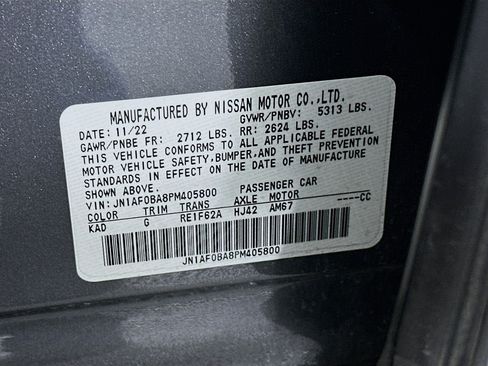 MANUFACTURED BY NISSAN MOTOR CO.,LTD.
DATE: 11/22 GVWR/PNBV: 5313 LBS.
GAWR/PNBE FR: 2712 LBS. RR: 2624 LBS.
THIS VEHICLE CONFORMS TO ALL APPLICABLE FEDERAL
MOTOR VEHICLE SAFETY,BUMPER,AND THEFT PREVENTION
STANDARDS IN EFFECT ON THE DATE OF MANUFACTURE
SHOWN ABOVE.
VIN: JN1AF0BA8PM405800 PASSENGER CAR
COLOR TRIM TRANS AXLE MOTOR ----CC
KAD G RE1F62A HJ42 AM67
JN1AF0BA8PM405800